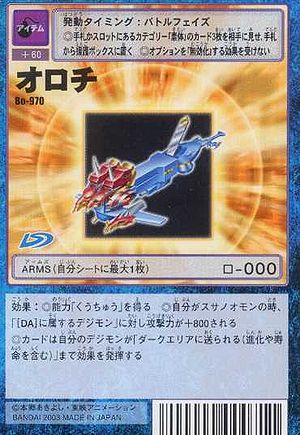 アイテム
+60
発動タイミング:バトルフェイズ
◎手札かスロットにあるカテゴリー「素体」のカード3枚を相手に見せ、手札
から援護ボックスに置く ◎オプションを「無効化」する効果を受けない
オロチ
Bo-970
ARMS(自分シートに最大1枚)
ロ-000
効果:◎能力「くうちゅう」を得る ◎自分がスサノオモンの時、
「[DA]に属するデジモン」に対し攻撃力が+800される
◎カードは自分のデジモンが「ダークエリアに送られる(進化や寿
命を含む)」まで効果を発揮する
©本郷あきよし・東映アニメーション
BANDAI 2003 MADE IN JAPAN